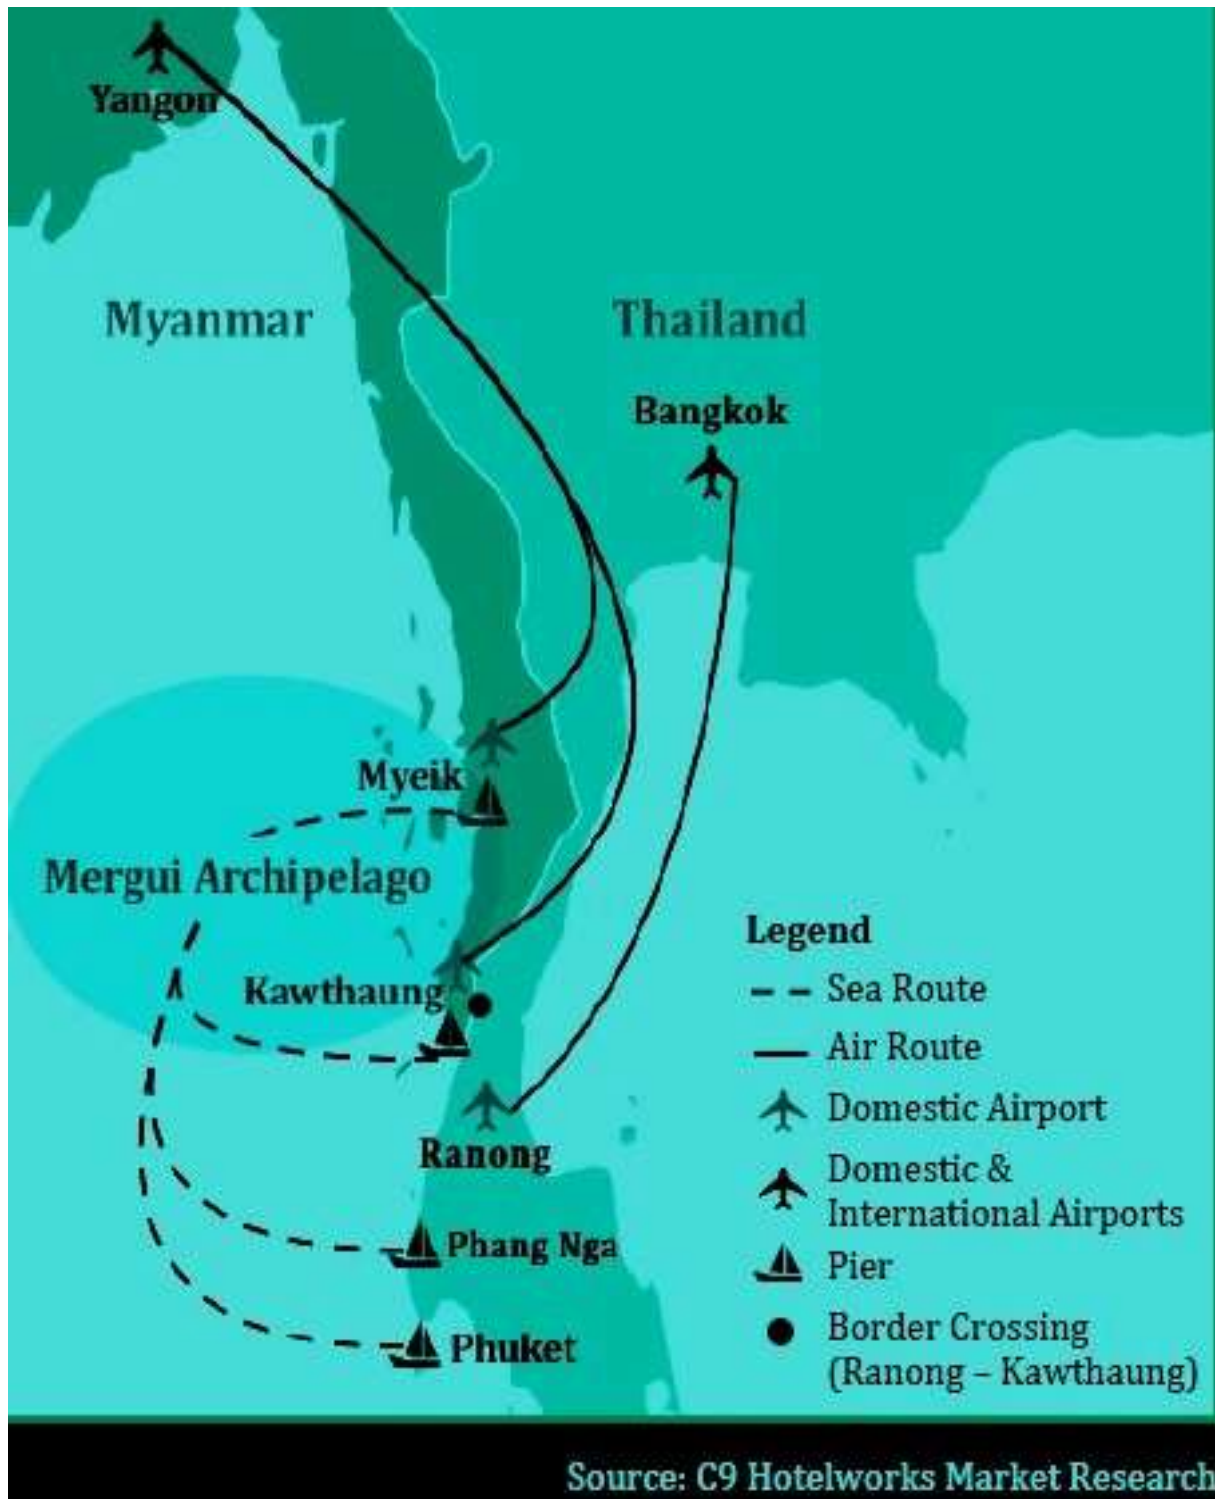 Yangon
Myanmar
Thailand
Bangkok
Myeik
Mergui Archipelago
Kawthaung
Ranong
Phang Nga
Phuket
Legend
Sea Route
Air Route
Domestic Airport
Domestic &
International Airports
Pier
Border Crossing
(Ranong – Kawthaung)
Source: C9 Hotelworks Market Research